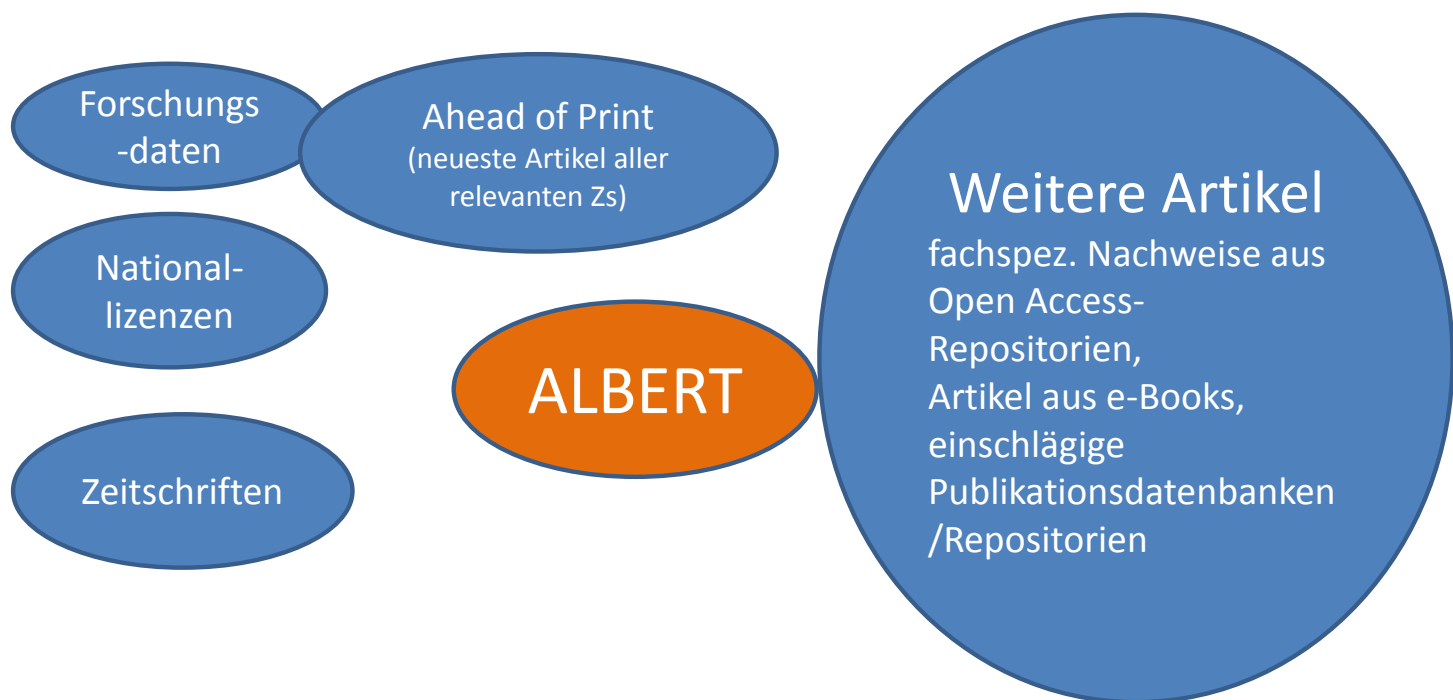 Forschungs
-daten
Ahead of Print
(neueste Artikel aller
relevanten Zs)
National-
lizenzen
ALBERT
Zeitschriften
Weitere Artikel
fachspez. Nachweise aus
Open Access-
Repositorien,
Artikel aus e-Books,
einschlägige
Publikationsdatenbanken
/Repositorien